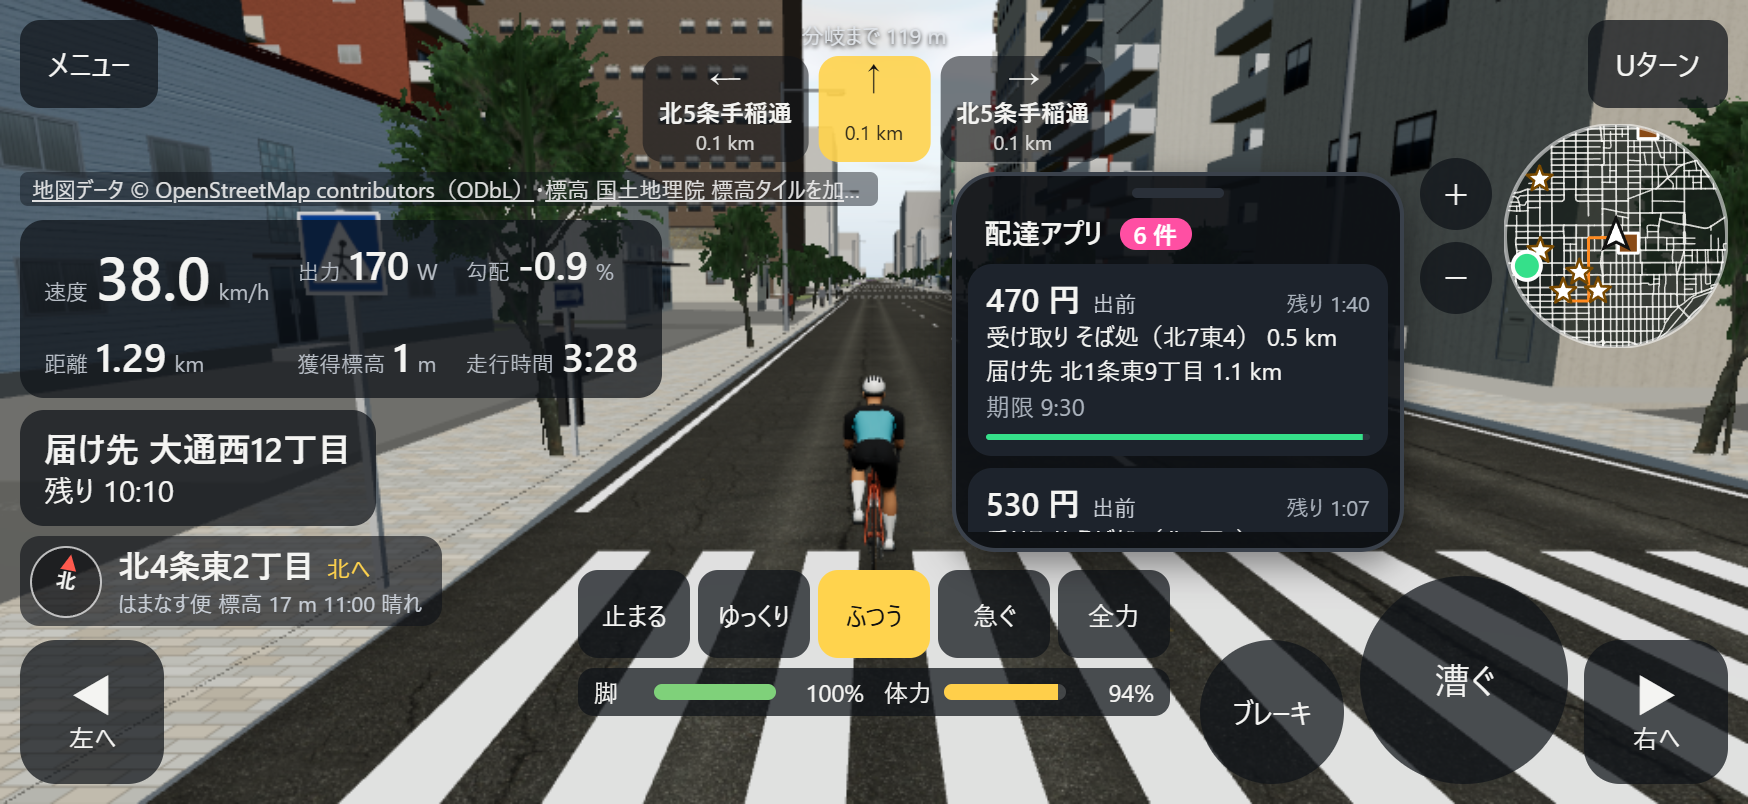 メニュー
分岐まで 119 m
←
北5条手稲通
0.1 km
↑
0.1 km
→
北5条手稲通
0.1 km
Uターン
地図データ © OpenStreetMap contributors（ODbL）・標高 国土地理院 標高タイルを加…
速度 38.0 km/h
出力 170 W
勾配 -0.9 %
距離 1.29 km
獲得標高 1 m
走行時間 3:28
届け先 大通西12丁目
残り 10:10
北
北4条東2丁目 北へ
はまなす便 標高 17 m 11:00 晴れ
配達アプリ 6 件
470 円 出前 残り 1:40
受け取り そば処（北7東4） 0.5 km
届け先 北1条東9丁目 1.1 km
期限 9:30
530 円 出前 残り 1:07
+
−
止まる
ゆっくり
ふつう
急ぐ
全力
脚 100% 体力 94%
◀
左へ
ブレーキ
漕ぐ
▶
右へ